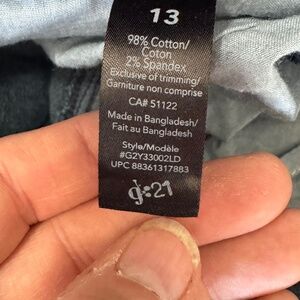 13
98% Cotton/
Coton
2% Spandex
Exclusive of trimming/
Garniture non comprise
CA# 51122
Made in Bangladesh/
Fait au Bangladesh
Style/Modèle
#G2Y33002LD
UPC 88361317883
g:21